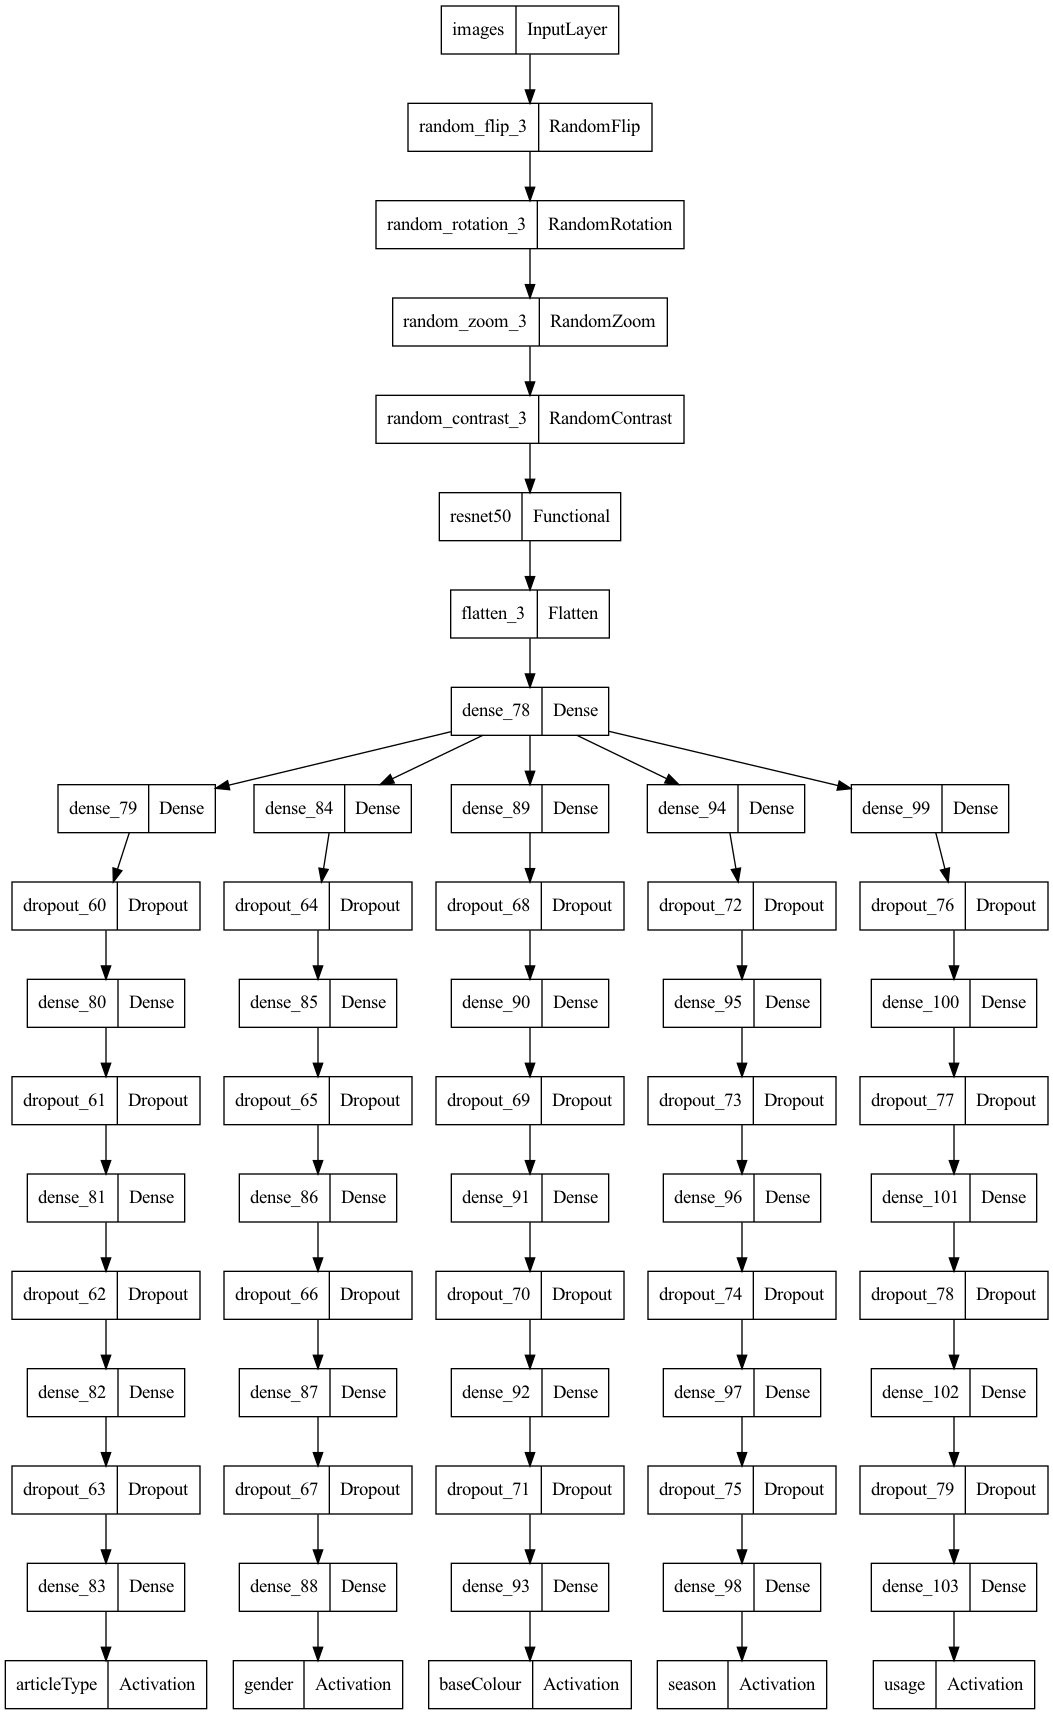 images InputLayer
random_flip_3 RandomFlip
random_rotation_3 RandomRotation
random_zoom_3 RandomZoom
random_contrast_3 RandomContrast
resnet50 Functional
flatten_3 Flatten
dense_78 Dense
dense_79 Dense dense_84 Dense dense_89 Dense dense_94 Dense dense_99 Dense
dropout_60 Dropout dropout_64 Dropout dropout_68 Dropout dropout_72 Dropout dropout_76 Dropout
dense_80 Dense dense_85 Dense dense_90 Dense dense_95 Dense dense_100 Dense
dropout_61 Dropout dropout_65 Dropout dropout_69 Dropout dropout_73 Dropout dropout_77 Dropout
dense_81 Dense dense_86 Dense dense_91 Dense dense_96 Dense dense_101 Dense
dropout_62 Dropout dropout_66 Dropout dropout_70 Dropout dropout_74 Dropout dropout_78 Dropout
dense_82 Dense dense_87 Dense dense_92 Dense dense_97 Dense dense_102 Dense
dropout_63 Dropout dropout_67 Dropout dropout_71 Dropout dropout_75 Dropout dropout_79 Dropout
dense_83 Dense dense_88 Dense dense_93 Dense dense_98 Dense dense_103 Dense
articleType Activation gender Activation baseColour Activation season Activation usage Activation